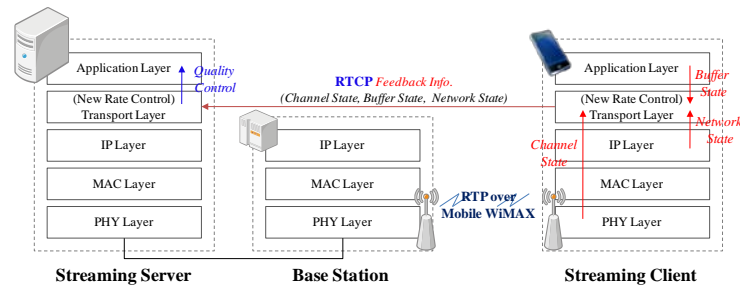 Application Layer
Quality
Control
(New Rate Control)
Transport Layer
IP Layer
MAC Layer
PHY Layer
Streaming Server
RTCP Feedback Info.
(Channel State, Buffer State, Network State)
IP Layer
MAC Layer
PHY Layer
Base Station
RTP over
Mobile WiMAX
Application Layer
Buffer
State
(New Rate Control)
Transport Layer
Network
State
Channel
State
IP Layer
MAC Layer
PHY Layer
Streaming Client